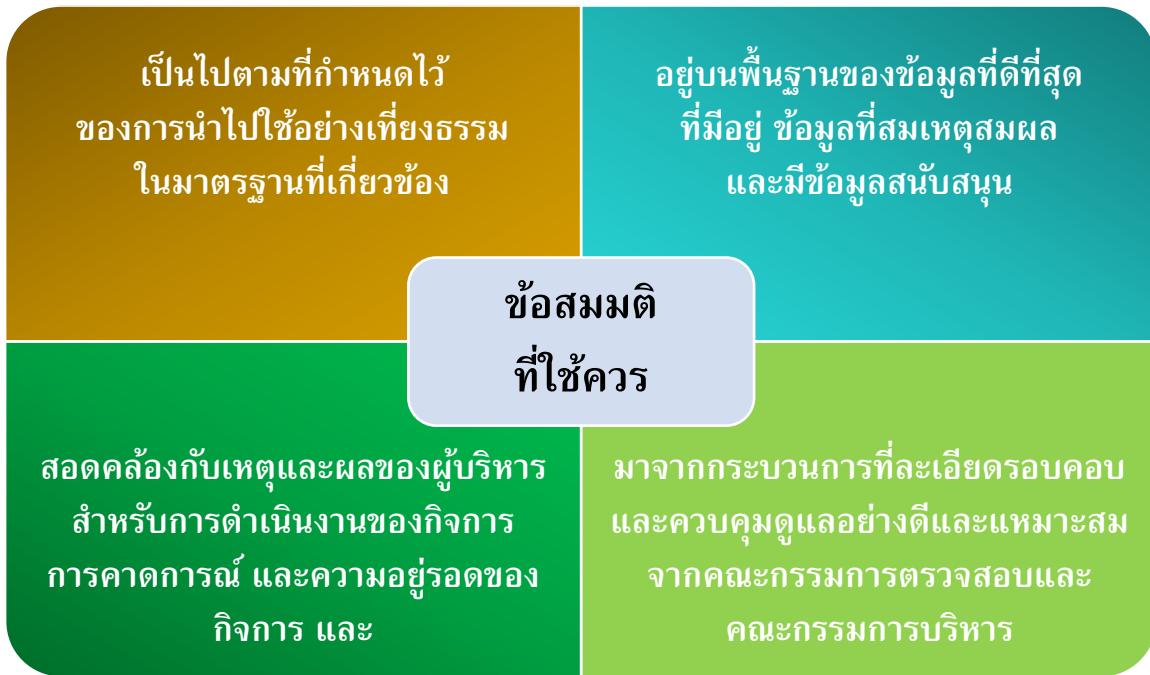 เป็นไปตามที่กำหนดไว้
ของการนำไปใช้อย่างเที่ยงธรรม
ในมาตรฐานที่เกี่ยวข้อง
อยู่บนพื้นฐานของข้อมูลที่ดีที่สุด
ที่มีอยู่ ข้อมูลที่สมเหตุสมผล
และมีข้อมูลสนับสนุน
ข้อสมมติ
ที่ใช้ควร
สอดคล้องกับเหตุและผลของผู้บริหาร
สำหรับการดำเนินงานของกิจการ
การคาดการณ์ และความอยู่รอดของ
กิจการ และ
มาจากกระบวนการที่ละเอียดรอบคอบ
และควบคุมดูแลอย่างดีและแหมาะสม
จากคณะกรรมการตรวจสอบและ
คณะกรรมการบริหาร